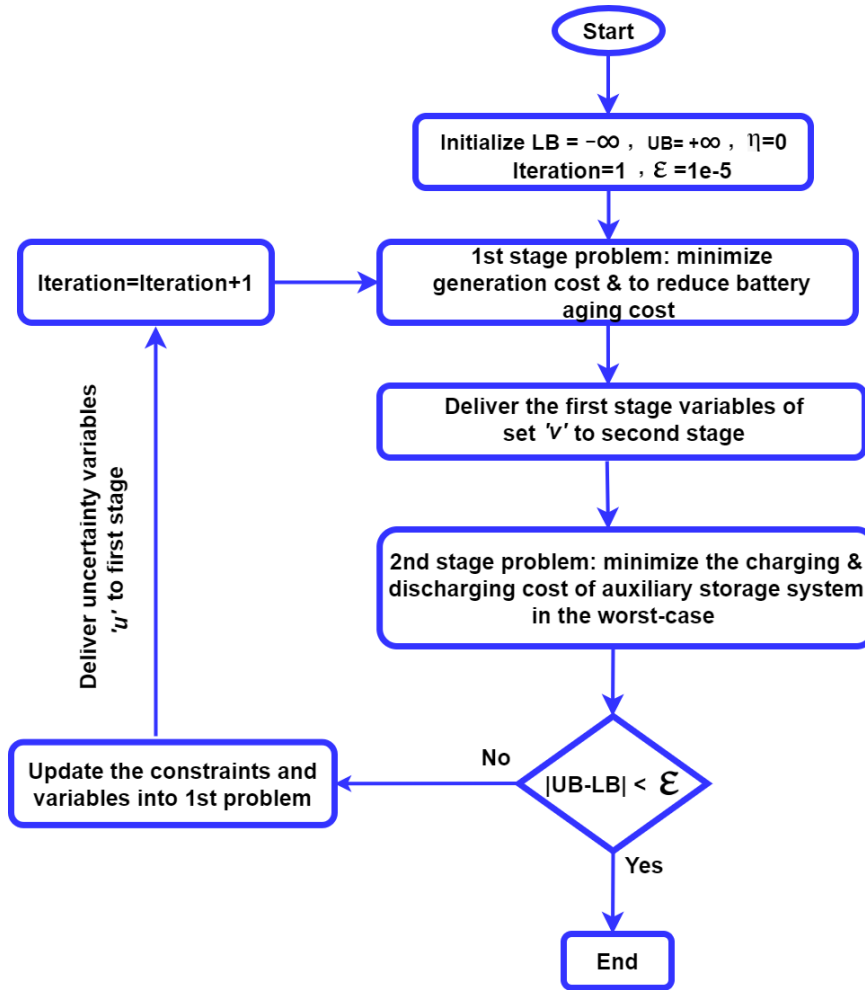 Start
Initialize LB = -∞ , UB= +∞ , η=0
Iteration=1 , ε =1e-5
1st stage problem: minimize
generation cost & to reduce battery
aging cost
Iteration=Iteration+1
Deliver the first stage variables of
set 'v' to second stage
Deliver uncertainty variables
'u' to first stage
2nd stage problem: minimize the charging &
discharging cost of auxiliary storage system
in the worst-case
|UB-LB| < ε
No
Update the constraints and
variables into 1st problem
Yes
End